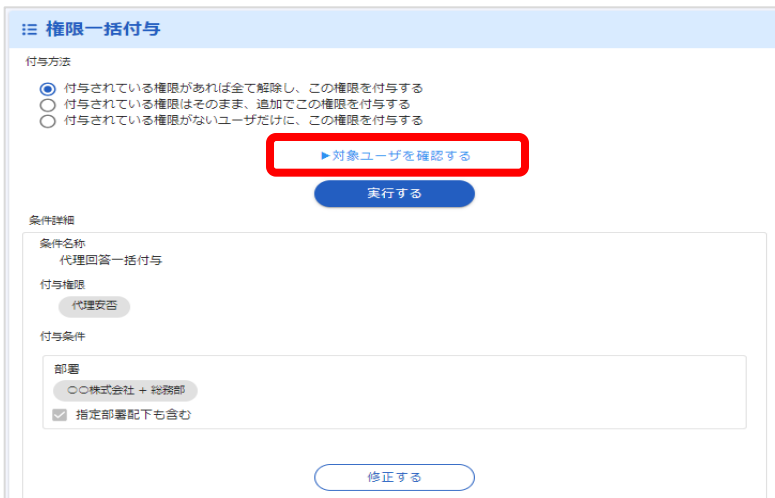 権限一括付与
付与方法
付与されている権限があれば全て解除し、この権限を付与する
付与されている権限はそのまま、追加でこの権限を付与する
付与されている権限がないユーザだけに、この権限を付与する
▶対象ユーザを確認する
実行する
条件詳細
条件名称
代理回答一括付与
付与権限
代理安否
付与条件
部署
〇〇株式会社 + 総務部
指定部署配下も含む
修正する